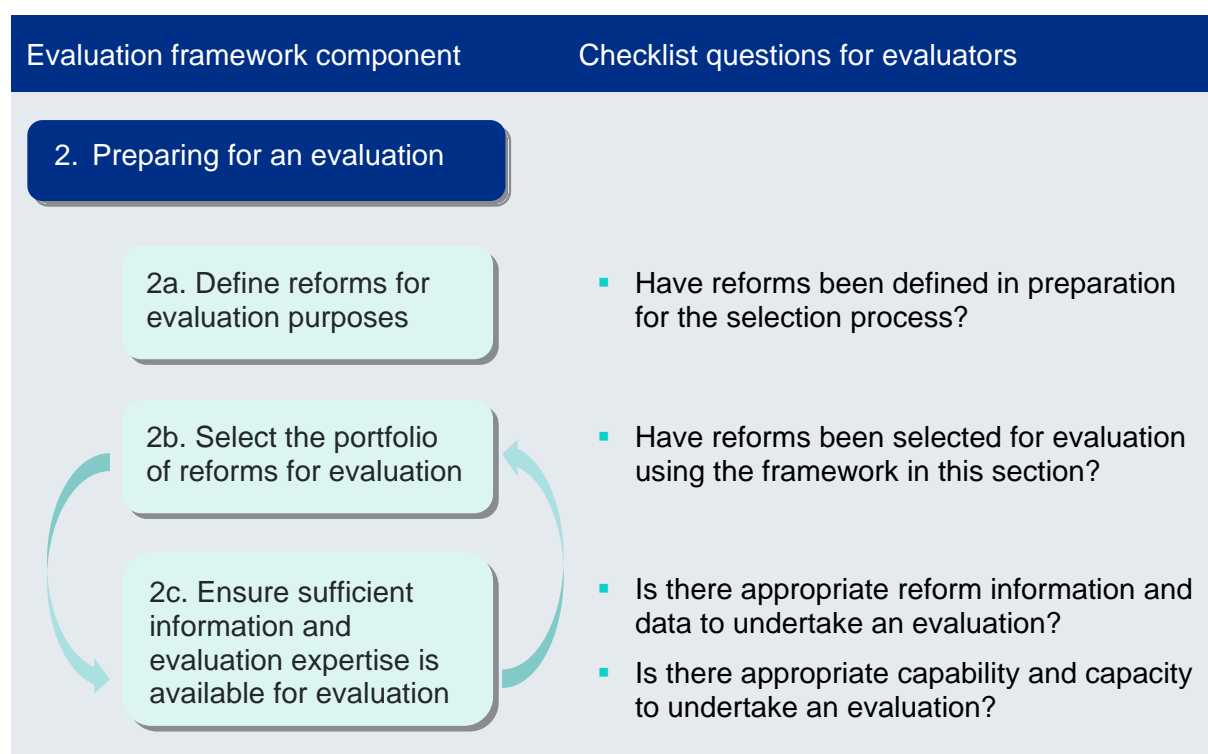 Evaluation framework component
Checklist questions for evaluators
2. Preparing for an evaluation
2a. Define reforms for
evaluation purposes
▪ Have reforms been defined in preparation
for the selection process?
2b. Select the portfolio
of reforms for evaluation
▪ Have reforms been selected for evaluation
using the framework in this section?
2c. Ensure sufficient
information and
evaluation expertise is
available for evaluation
▪ Is there appropriate reform information and
data to undertake an evaluation?
▪ Is there appropriate capability and capacity
to undertake an evaluation?